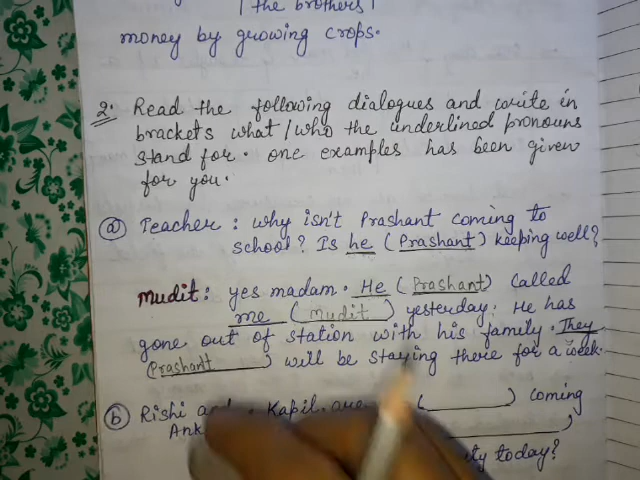 the brothers
money by growing crops.
2. Read the following dialogues and write in
brackets what/who the underlined pronouns
stand for. one examples has been given
for you.
(a) Teacher: why isn't Prashant coming to
school? Is he (Prashant) keeping well?
Mudit: yes madam. He (Prashant) called
me (Mudit) yesterday. He has
gone out of station with his family. They
(Prashant) will be staying there for a week.
(b) Rishi Kapil. are ( ) coming
)
today?